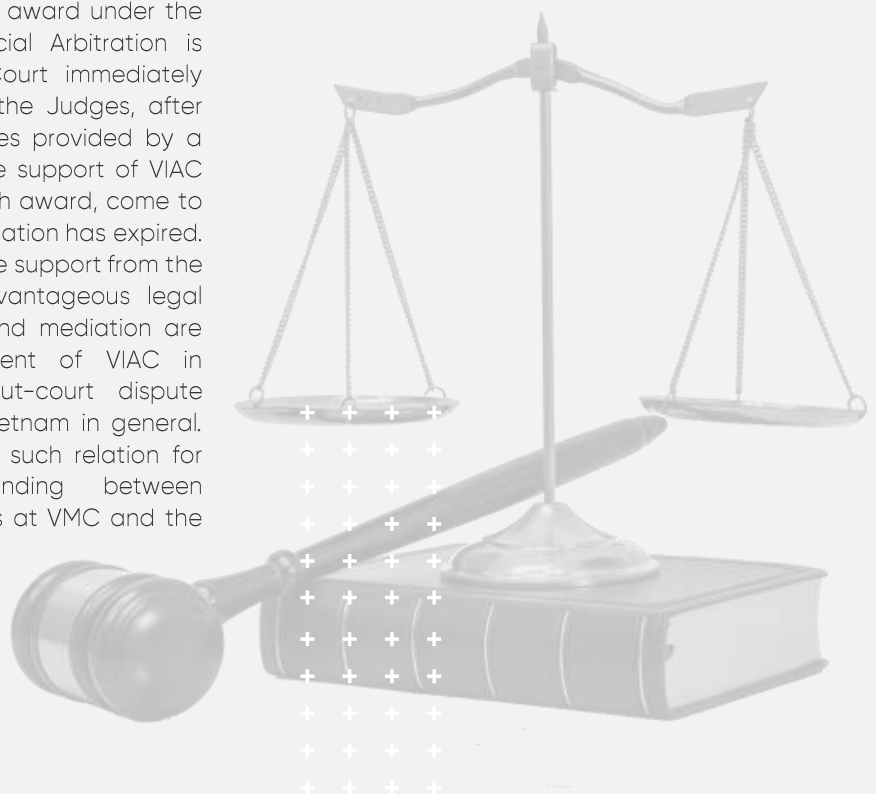 award under the
cial Arbitration is
Court immediately
the Judges, after
es provided by a
e support of VIAC
h award, come to
ation has expired.
e support from the
vantageous legal
nd mediation are
ent of VIAC in
ut-court dispute
etnam in general.
such relation for
nding between
s at VMC and the